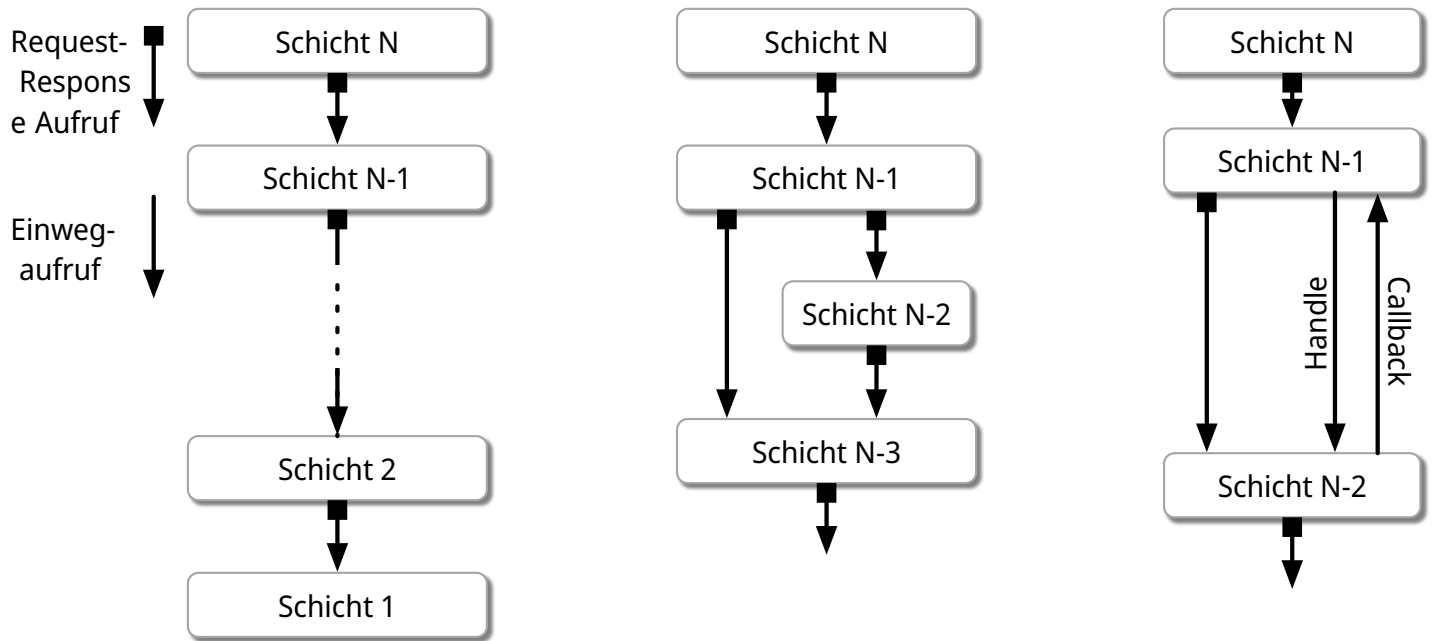 Request-
Respons
e Aufruf
Einweg-
aufruf
Schicht N
Schicht N-1
Schicht 2
Schicht 1
Schicht N
Schicht N-1
Schicht N-2
Schicht N-3
Schicht N
Schicht N-1
Handle
Callback
Schicht N-2